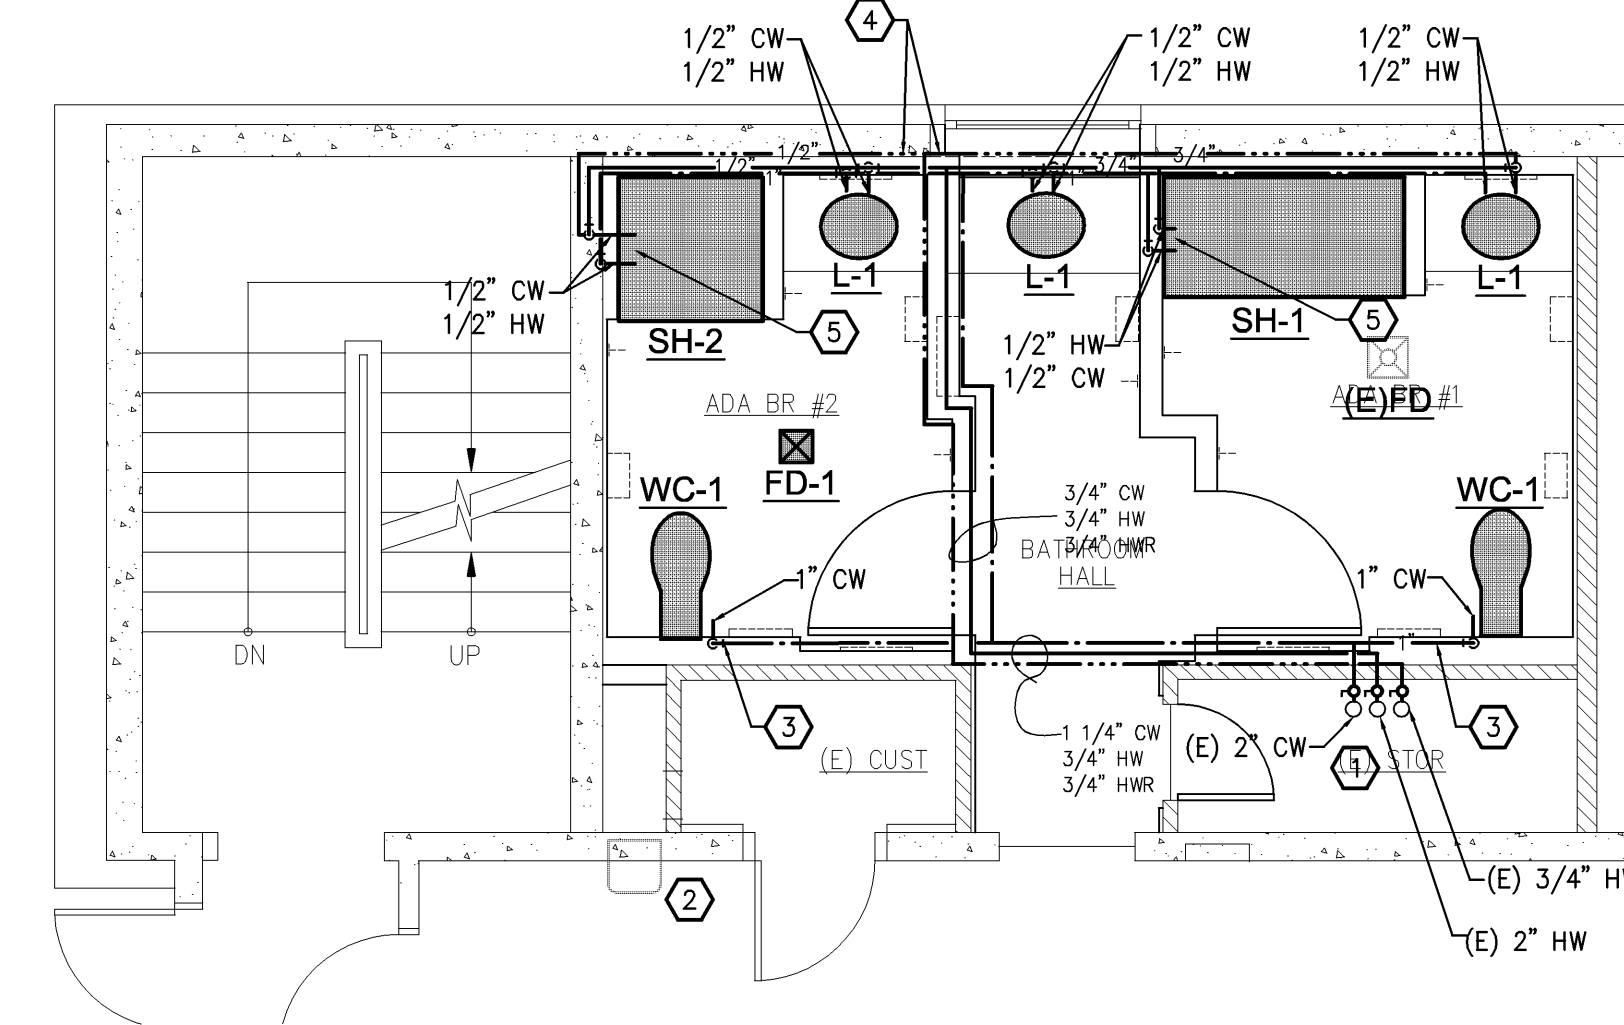 4
1/2" CW
1/2" HW
1/2" CW
1/2" HW
1/2" CW
1/2" HW
1/2"
1/2"
1"
3/4"
3/4"
1"
L-1
L-1
L-1
1/2" CW
1/2" HW
SH-2
5
SH-1
5
1/2" HW
1/2" CW
ADA BR #2
ADA BR #1
(E)FD
FD-1
WC-1
WC-1
3/4" CW
3/4" HW
3/4" HWR
BATHROOM
HALL
1" CW
1" CW
DN
UP
1"
3
3
1 1/4" CW
3/4" HW
3/4" HWR
(E) CUST
(E) 2" CW
(E) STOR
1
2
(E) 3/4" H
(E) 2" HW